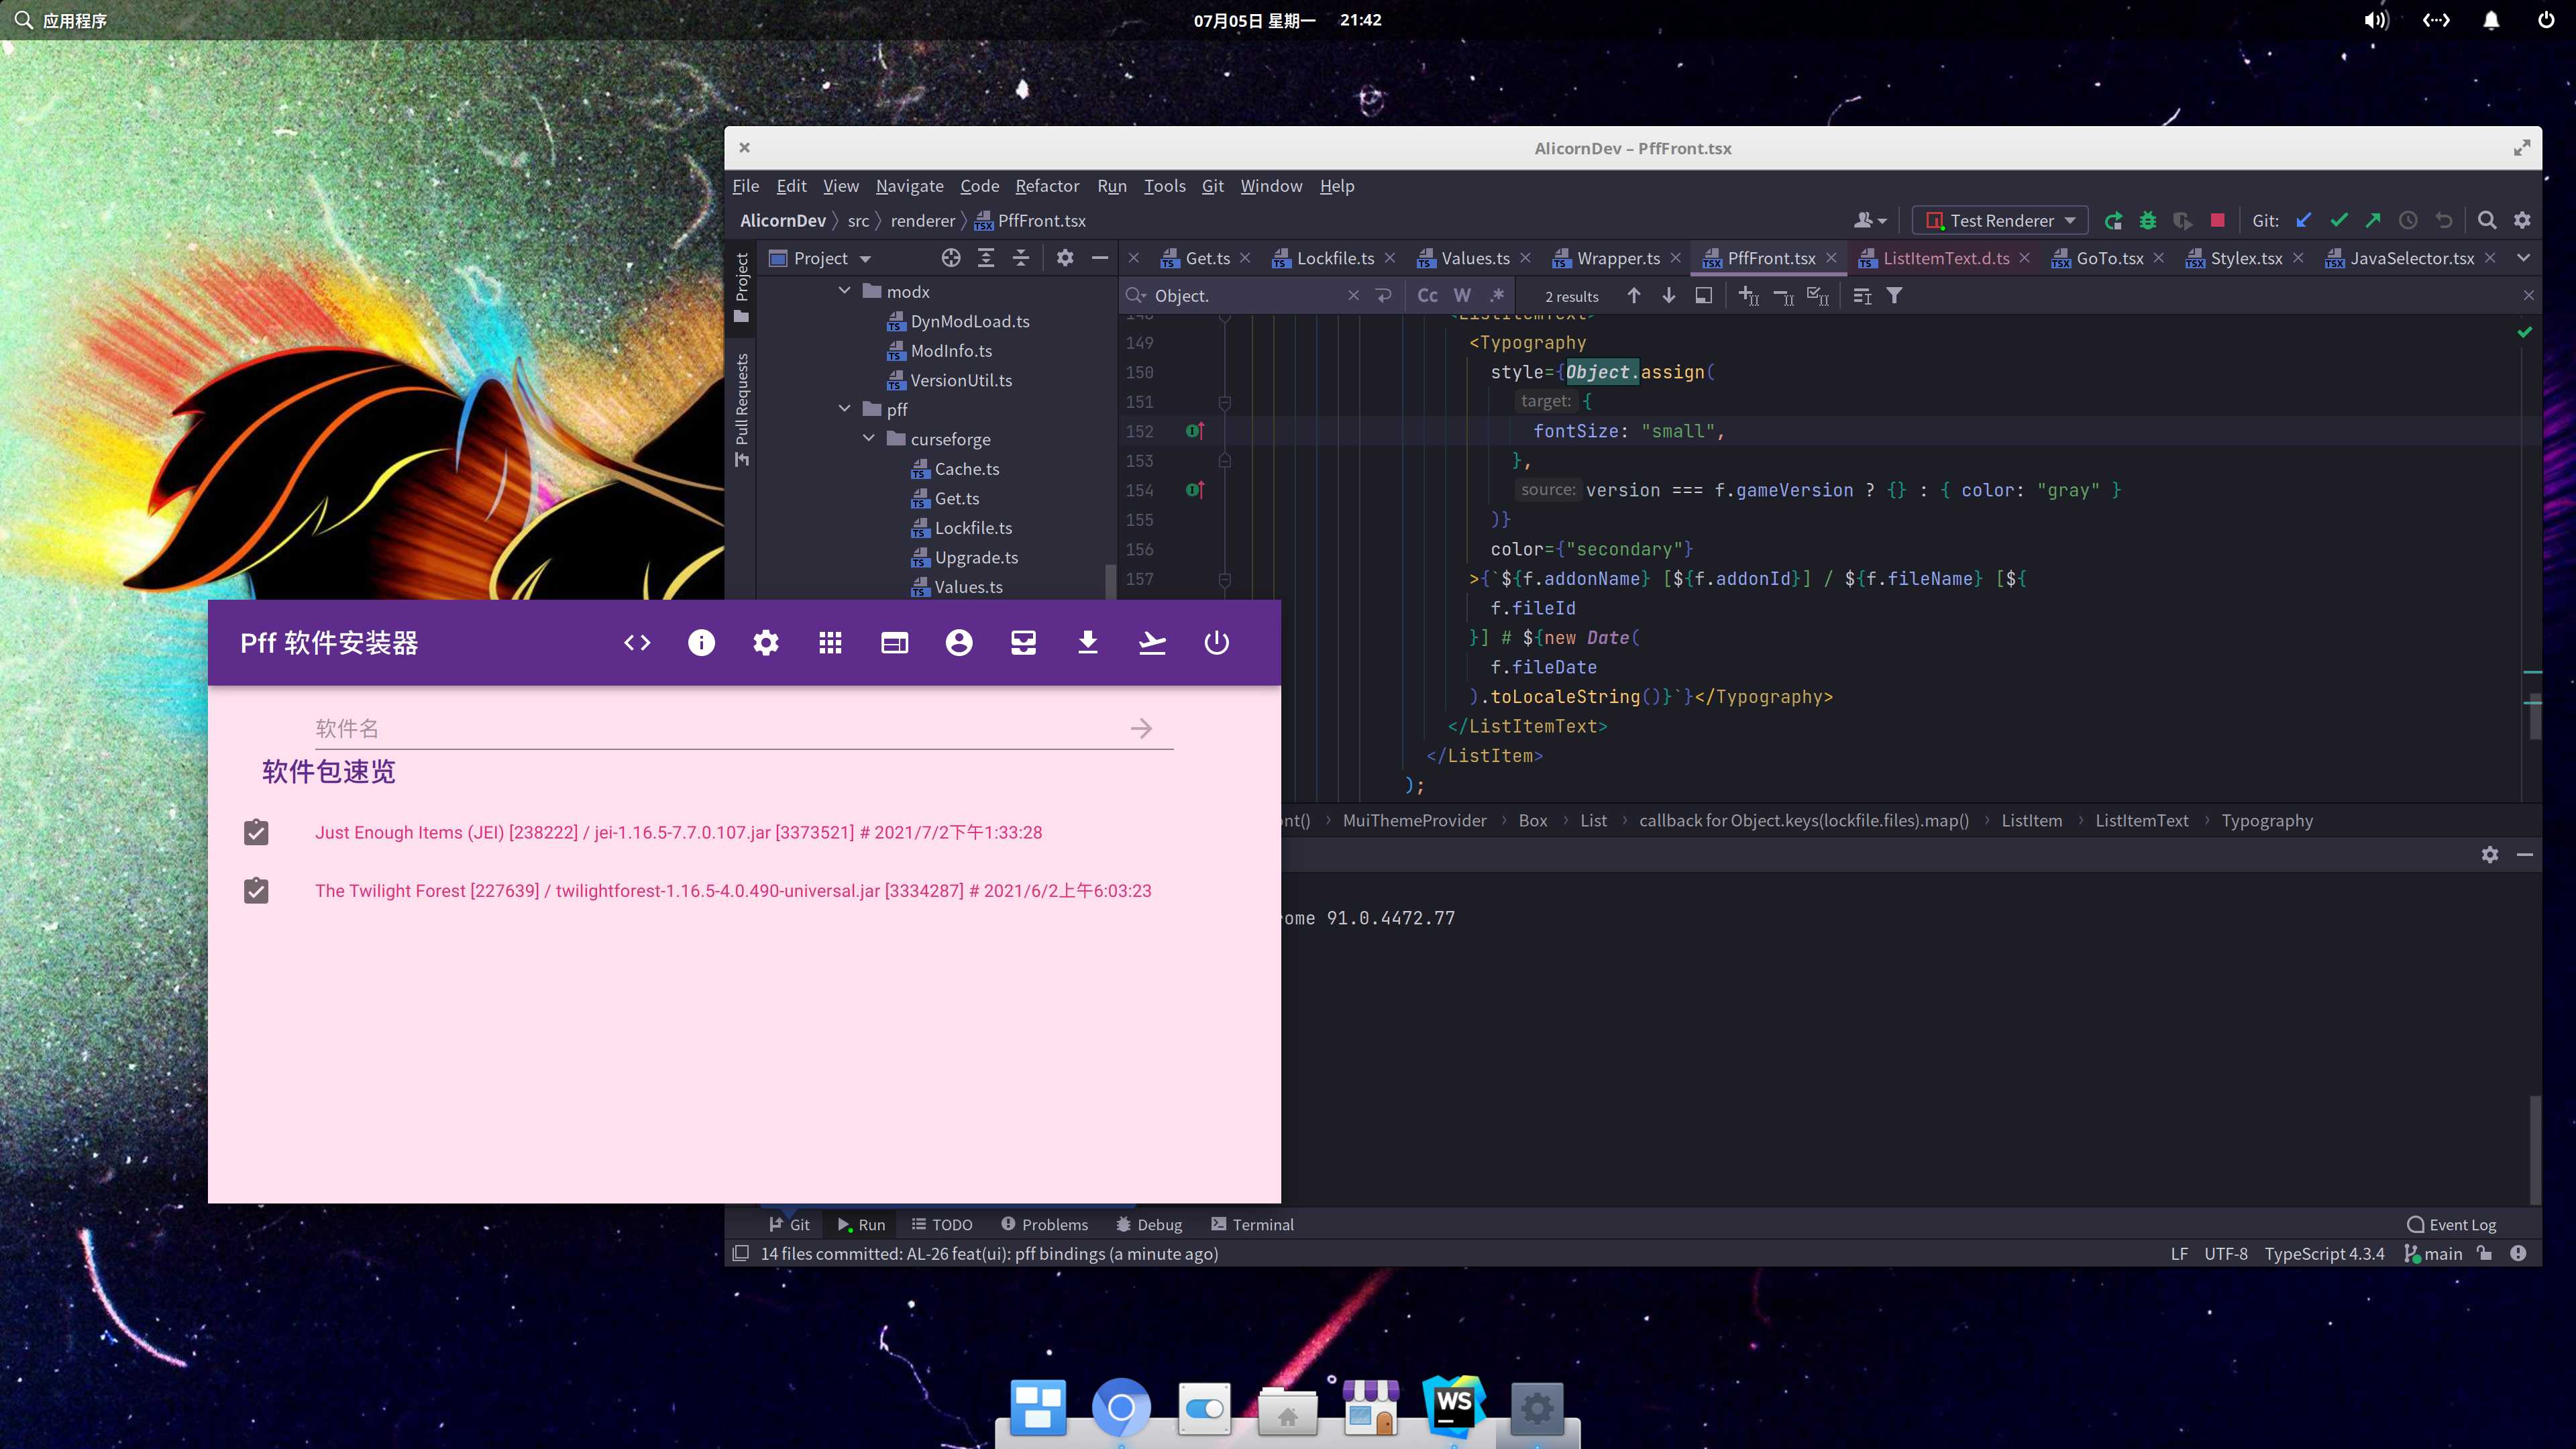 应用程序
07月05日 星期一 21:42
AlicornDev – PffFront.tsx
File Edit View Navigate Code Refactor Run Tools Git Window Help
AlicornDev src renderer PffFront.tsx
Test Renderer
Git:
Project
Get.ts Lockfile.ts Values.ts Wrapper.ts PffFront.tsx ListItemText.d.ts GoTo.tsx Stylex.tsx JavaSelector.tsx
Object. Cc W .* 2 results
Project
Pull Requests
modx
DynModLoad.ts
ModInfo.ts
VersionUtil.ts
pff
curseforge
Cache.ts
Get.ts
Lockfile.ts
Upgrade.ts
Values.ts
149 <Typography
150 style={Object.assign(
151 target: {
152 fontSize: "small",
153 },
154 source: version === f.gameVersion ? {} : { color: "gray" }
155 )}
156 color={"secondary"}
157 >{`${f.addonName} [${f.addonId}] / ${f.fileName} [${
f.fileId
}] # ${new Date(
f.fileDate
).toLocaleString()}`}</Typography>
</ListItemText>
</ListItem>
);
nt() MuiThemeProvider Box List callback for Object.keys(lockfile.files).map() ListItem ListItemText Typography
ome 91.0.4472.77
Pff 软件安装器
软件名
软件包速览
Just Enough Items (JEI) [238222] / jei-1.16.5-7.7.0.107.jar [3373521] # 2021/7/2下午1:33:28
The Twilight Forest [227639] / twilightforest-1.16.5-4.0.490-universal.jar [3334287] # 2021/6/2上午6:03:23
Git Run TODO Problems Debug Terminal Event Log
14 files committed: AL-26 feat(ui): pff bindings (a minute ago) LF UTF-8 TypeScript 4.3.4 main
WS